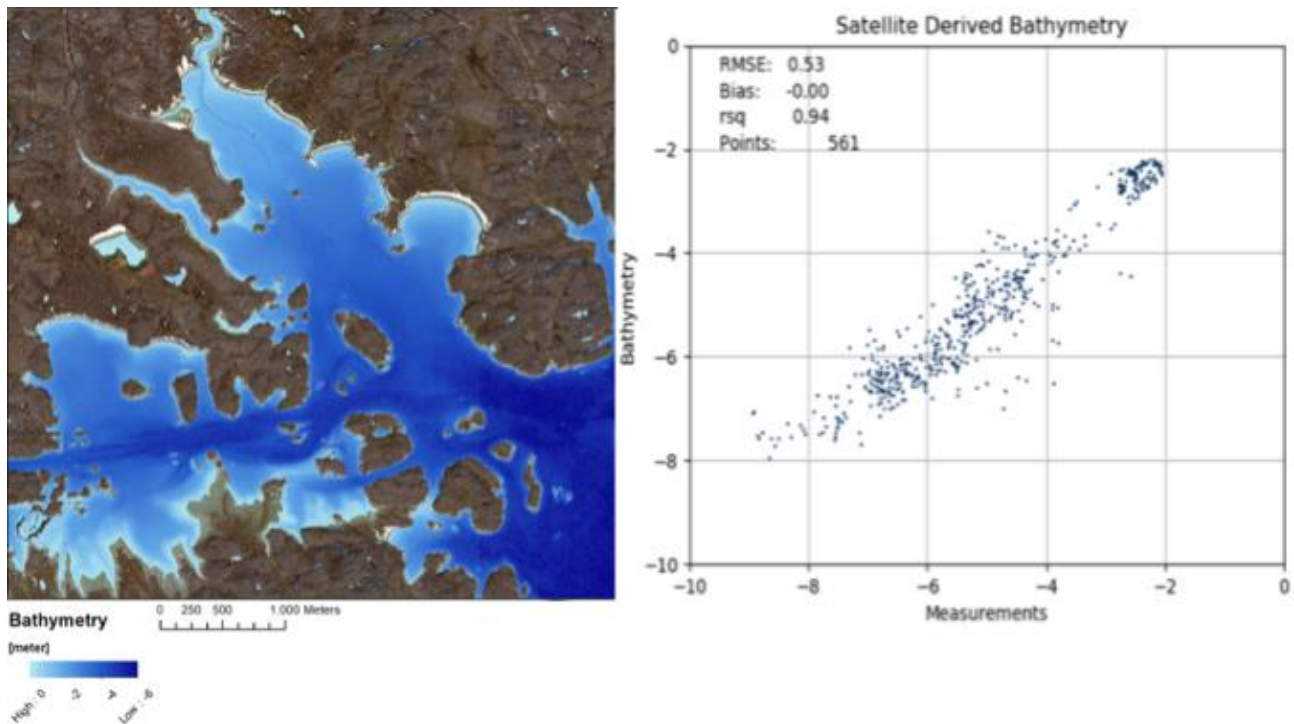 Satellite Derived Bathymetry
RMSE: 0.53
Bias: -0.00
rsq 0.94
Points: 561
0
−2
−4
−6
−8
−10
Bathymetry
−10 −8 −6 −4 −2 0
Measurements
0 250 500 1.000 Meters
Bathymetry
[meter]
High : 0 -2 -4 Low : -6